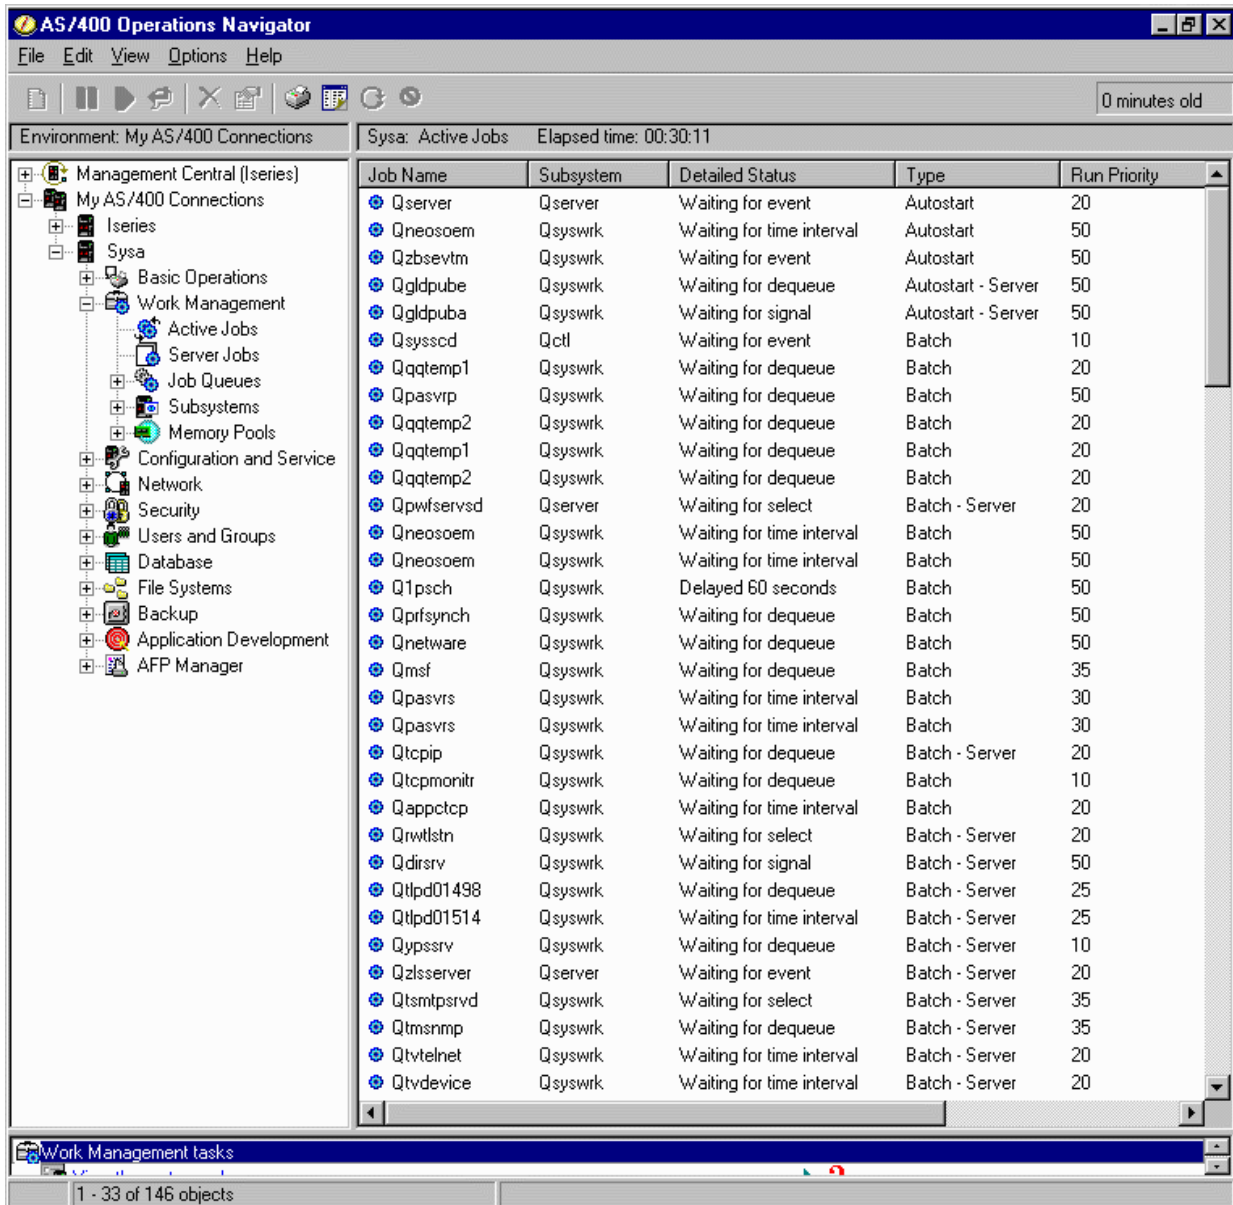 AS/400 Operations Navigator
File Edit View Options Help
0 minutes old
Environment: My AS/400 Connections
Sysa: Active Jobs Elapsed time: 00:30:11
Management Central (Iseries)
My AS/400 Connections
Iseries
Sysa
Basic Operations
Work Management
Active Jobs
Server Jobs
Job Queues
Subsystems
Memory Pools
Configuration and Service
Network
Security
Users and Groups
Database
File Systems
Backup
Application Development
AFP Manager
Job Name Subsystem Detailed Status Type Run Priority
Qserver Qserver Waiting for event Autostart 20
Qneosoem Qsyswrk Waiting for time interval Autostart 50
Qzbsevtm Qsyswrk Waiting for event Autostart 50
Qgldpube Qsyswrk Waiting for dequeue Autostart - Server 50
Qgldpuba Qsyswrk Waiting for signal Autostart - Server 50
Qsysscd Qctl Waiting for event Batch 10
Qqqtemp1 Qsyswrk Waiting for dequeue Batch 20
Qpasvrp Qsyswrk Waiting for dequeue Batch 50
Qqqtemp2 Qsyswrk Waiting for dequeue Batch 20
Qqqtemp1 Qsyswrk Waiting for dequeue Batch 20
Qqqtemp2 Qsyswrk Waiting for dequeue Batch 20
Qpwfservsd Qserver Waiting for select Batch - Server 20
Qneosoem Qsyswrk Waiting for time interval Batch 50
Qneosoem Qsyswrk Waiting for time interval Batch 50
Q1psch Qsyswrk Delayed 60 seconds Batch 50
Qprfsynch Qsyswrk Waiting for dequeue Batch 50
Qnetware Qsyswrk Waiting for dequeue Batch 50
Qmsf Qsyswrk Waiting for dequeue Batch 35
Qpasvrs Qsyswrk Waiting for time interval Batch 30
Qpasvrs Qsyswrk Waiting for time interval Batch 30
Qtcpip Qsyswrk Waiting for dequeue Batch - Server 20
Qtcpmonitr Qsyswrk Waiting for dequeue Batch 10
Qappctcp Qsyswrk Waiting for time interval Batch 20
Qrwtlstn Qsyswrk Waiting for select Batch - Server 20
Qdirsrv Qsyswrk Waiting for signal Batch - Server 50
Qtlpd01498 Qsyswrk Waiting for dequeue Batch - Server 25
Qtlpd01514 Qsyswrk Waiting for time interval Batch - Server 25
Qypssrv Qsyswrk Waiting for dequeue Batch - Server 10
Qzlsserver Qserver Waiting for event Batch - Server 20
Qtsmtpsrvd Qsyswrk Waiting for select Batch - Server 35
Qtmsnmp Qsyswrk Waiting for dequeue Batch - Server 35
Qtvtelnet Qsyswrk Waiting for time interval Batch - Server 20
Qtvdevice Qsyswrk Waiting for time interval Batch - Server 20
Work Management tasks
1 - 33 of 146 objects